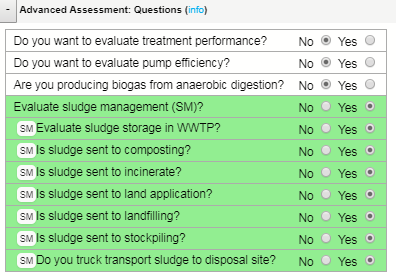 - Advanced Assessment: Questions (info)
Do you want to evaluate treatment performance? No Yes
Do you want to evaluate pump efficiency? No Yes
Are you producing biogas from anaerobic digestion? No Yes
Evaluate sludge management (SM)? No Yes
SM Evaluate sludge storage in WWTP? No Yes
SM Is sludge sent to composting? No Yes
SM Is sludge sent to incinerate? No Yes
SM Is sludge sent to land application? No Yes
SM Is sludge sent to landfilling? No Yes
SM Is sludge sent to stockpiling? No Yes
SM Do you truck transport sludge to disposal site? No Yes